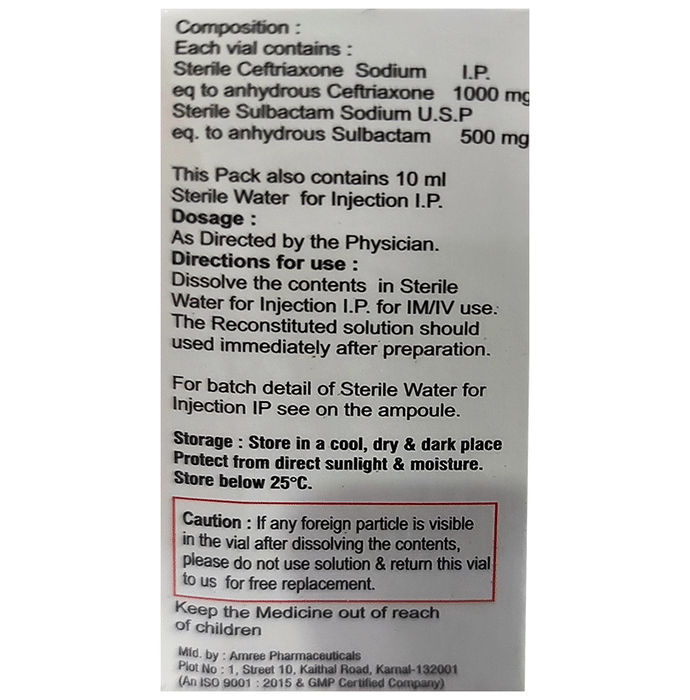 Composition :
Each vial contains :
Sterile Ceftriaxone Sodium I.P.
eq to anhydrous Ceftriaxone 1000 mg
Sterile Sulbactam Sodium U.S.P
eq. to anhydrous Sulbactam 500 mg
This Pack also contains 10 ml
Sterile Water for Injection I.P.
Dosage :
As Directed by the Physician.
Directions for use :
Dissolve the contents in Sterile
Water for Injection I.P. for IM/IV use.
The Reconstituted solution should
used immediately after preparation.
For batch detail of Sterile Water for
Injection IP see on the ampoule.
Storage : Store in a cool, dry & dark place
Protect from direct sunlight & moisture.
Store below 25°C.
Caution : If any foreign particle is visible
in the vial after dissolving the contents,
please do not use solution & return this vial
to us for free replacement.
Keep the Medicine out of reach
of children
Mfd. by : Amree Pharmaceuticals
Plot No : 1, Street 10, Kaithal Road, Karnal-132001
(An ISO 9001 : 2015 & GMP Certified Company)